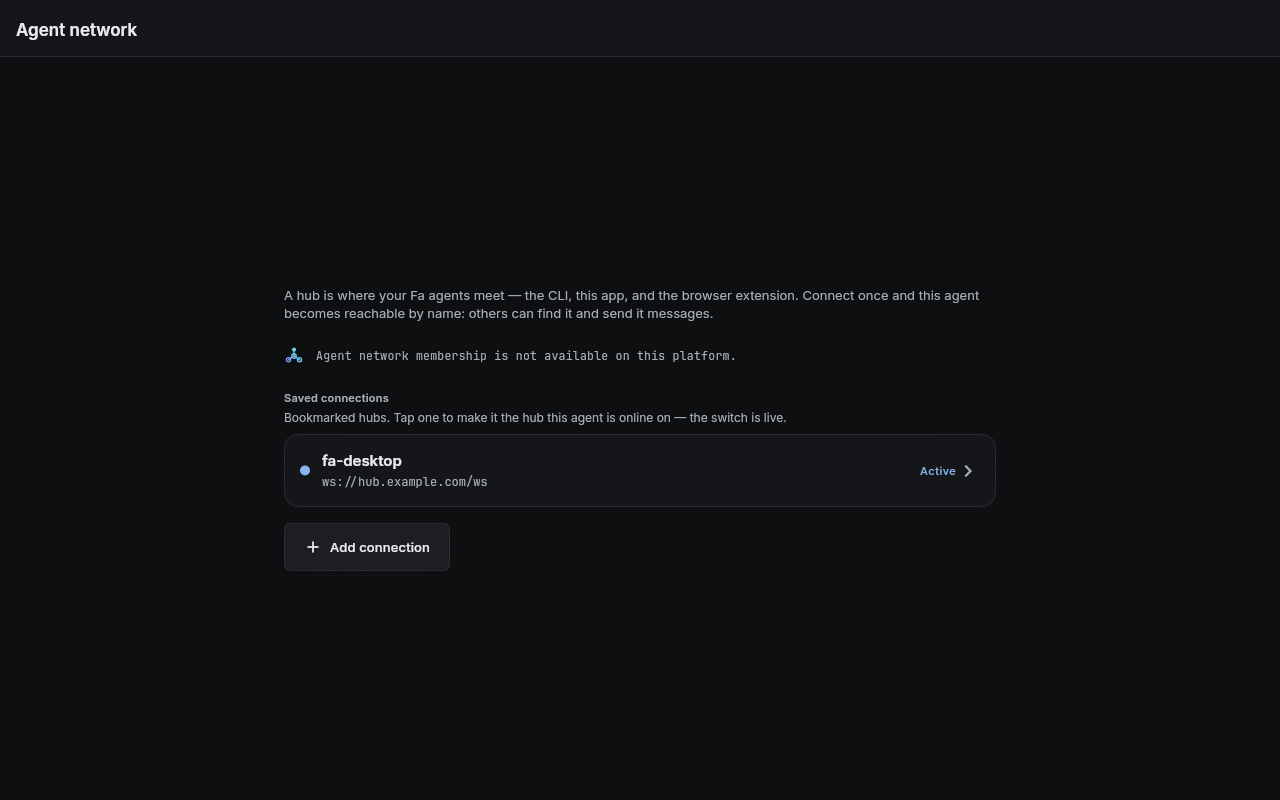 Agent network
A hub is where your Fa agents meet — the CLI, this app, and the browser extension. Connect once and this agent
becomes reachable by name: others can find it and send it messages.
Agent network membership is not available on this platform.
Saved connections
Bookmarked hubs. Tap one to make it the hub this agent is online on — the switch is live.
fa-desktop
ws://hub.example.com/ws
Active
Add connection